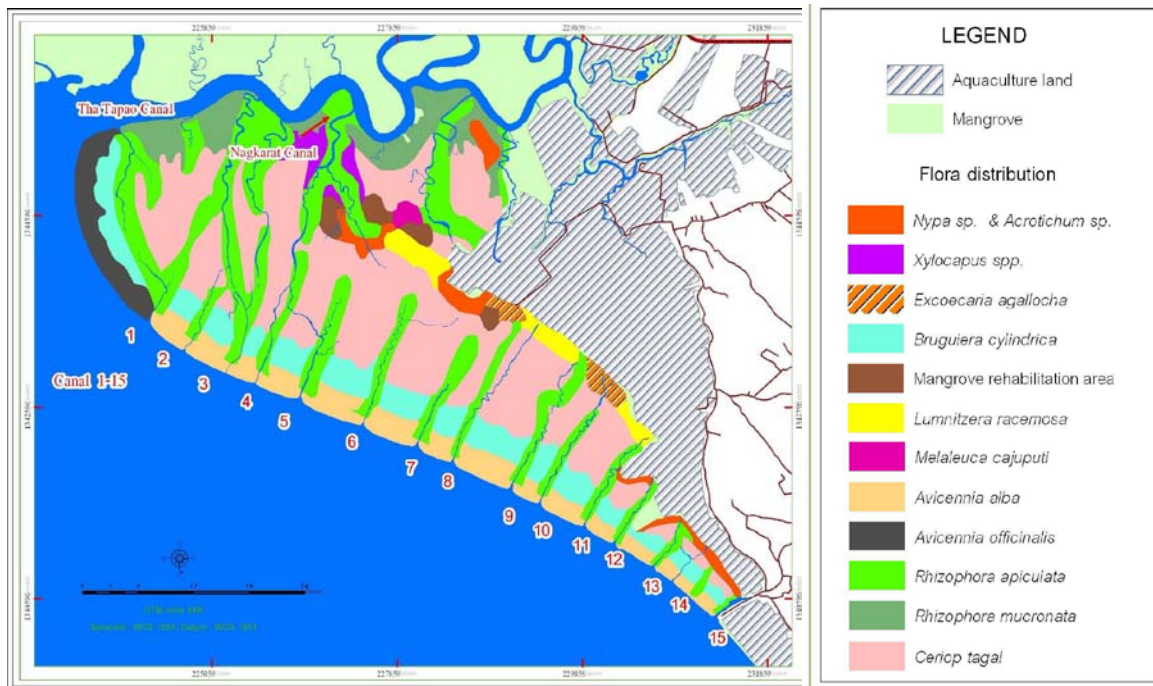 Tha Tapao Canal
Nagkarat Canal
Canal 1-15
1
2
3
4
5
6
7
8
9
10
11
12
13
14
15
LEGEND
Aquaculture land
Mangrove
Flora distribution
Nypa sp. & Acrotichum sp.
Xylocapus spp.
Excoecaria agallocha
Bruguiera cylindrica
Mangrove rehabilitation area
Lumnitzera racemosa
Melaleuca cajuputi
Avicennia alba
Avicennia officinalis
Rhizophora apiculata
Rhizophora mucronata
Ceriop tagal